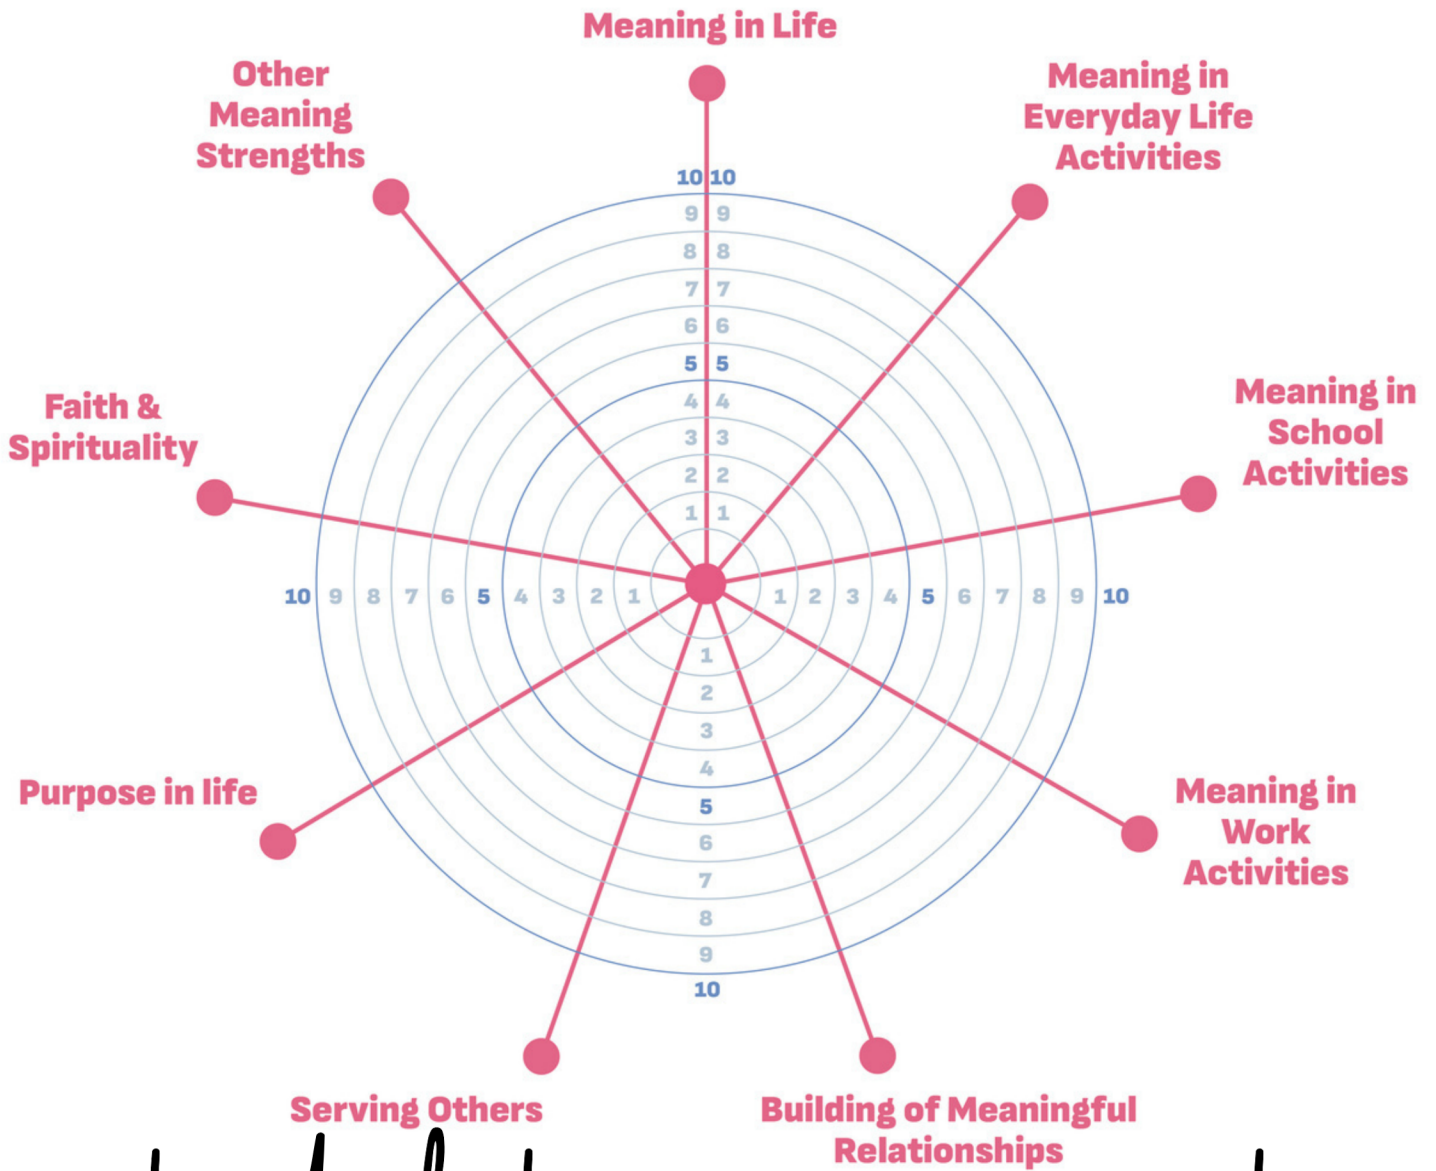 Meaning in Life
Other
Meaning
Strengths
Meaning in
Everyday Life
Activities
10 10
9 9
8 8
7 7
6 6
5 5
4 4
3 3
2 2
1 1
Faith &
Spirituality
Meaning in
School
Activities
10 9 8 7 6 5 4 3 2 1 1 2 3 4 5 6 7 8 9 10
1
2
3
4
5
6
7
8
9
10
Purpose in life
Meaning in
Work
Activities
Serving Others
Building of Meaningful
Relationships